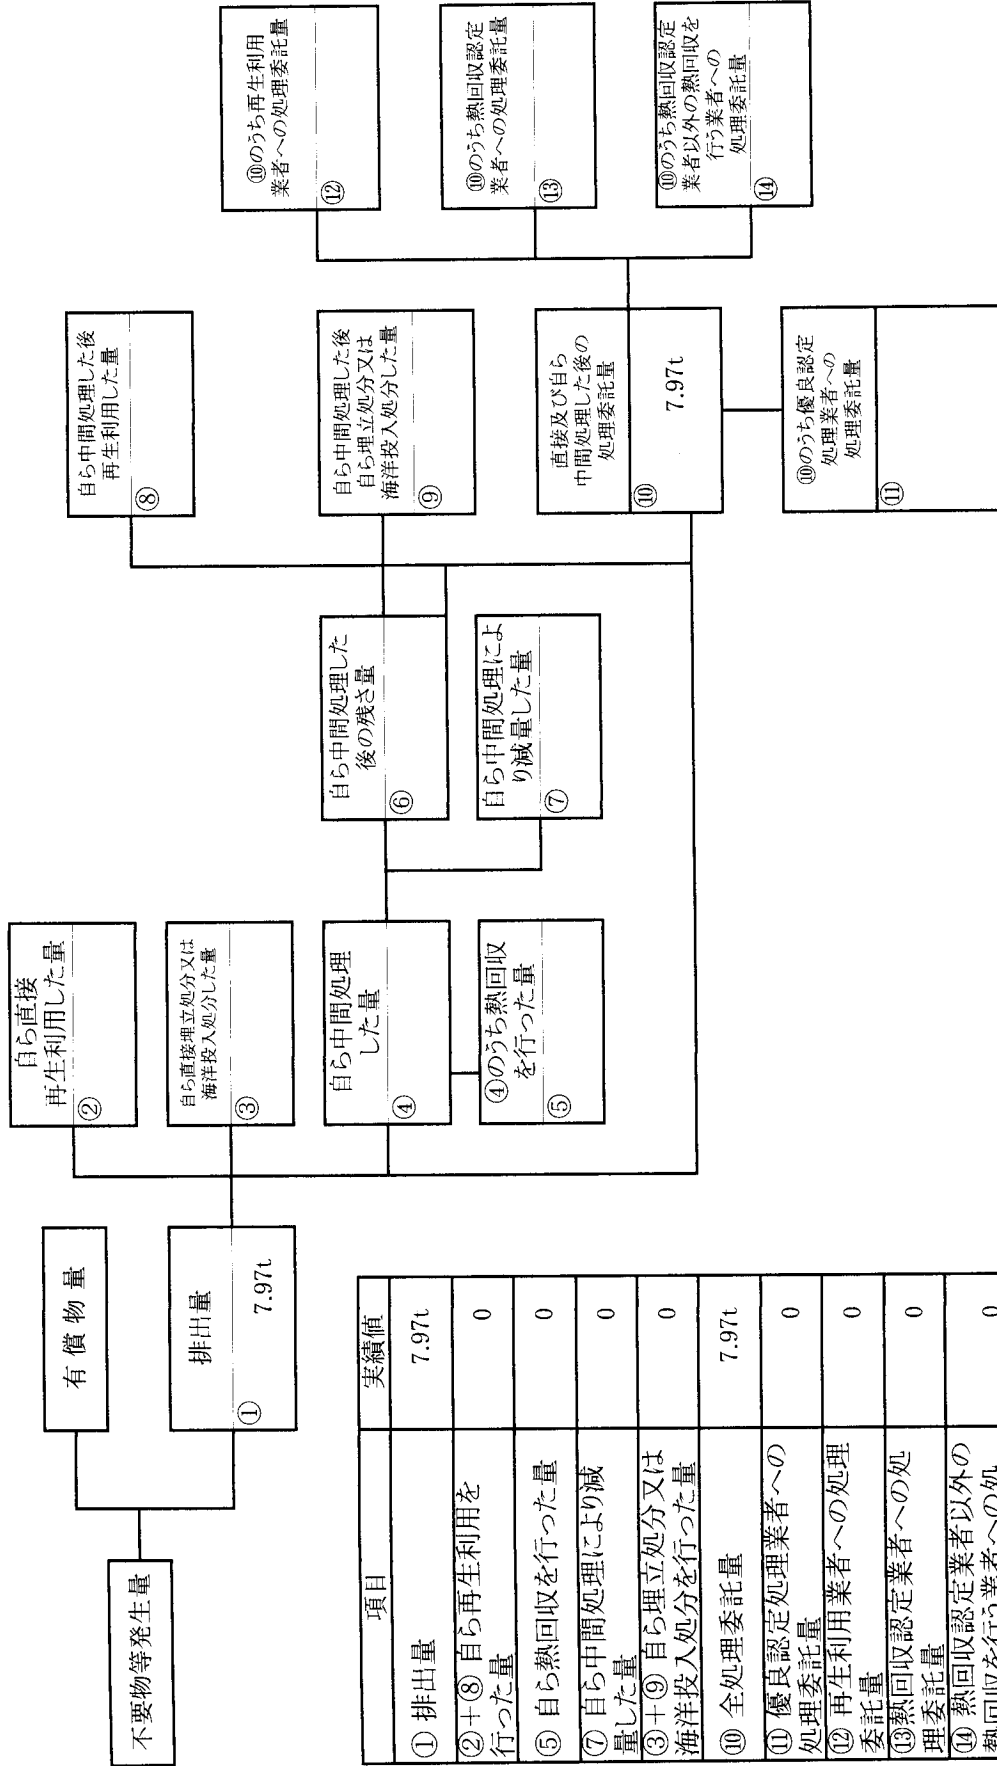 不要物等発生量
有償物量
排出量
①
7.97t
自ら直接
再生利用した量
②
自ら直接埋立処分又は
海洋投入処分した量
③
自ら中間処理
した量
④
④のうち熱回収
を行った量
⑤
自ら中間処理した
後の残さ量
⑥
自ら中間処理によ
り減量した量
⑦
自ら中間処理した後
再生利用した量
⑧
自ら中間処理した後
自ら埋立処分又は
海洋投入処分した量
⑨
直接及び自ら
中間処理した後の
処理委託量
⑩
7.97t
⑩のうち優良認定
処理業者への
処理委託量
⑪
⑩のうち再生利用
業者への処理委託量
⑫
⑩のうち熱回収認定
業者への処理委託量
⑬
⑩のうち熱回収認定
業者以外の熱回収を
行う業者への
処理委託量
⑭
項目 実績値
①排出量 7.97t
②+⑧自ら再生利用を
行った量 0
⑤自ら熱回収を行った量 0
⑦自ら中間処理により減
量した量 0
③+⑨自ら埋立処分又は
海洋投入処分を行った量 0
⑩全処理委託量 7.97t
⑪優良認定処理業者への
処理委託量 0
⑫再生利用業者への処理
委託量 0
⑬熱回収認定業者への処
理委託量 0
⑭熱回収認定業者以外の
熱回収を行う業者への処 0